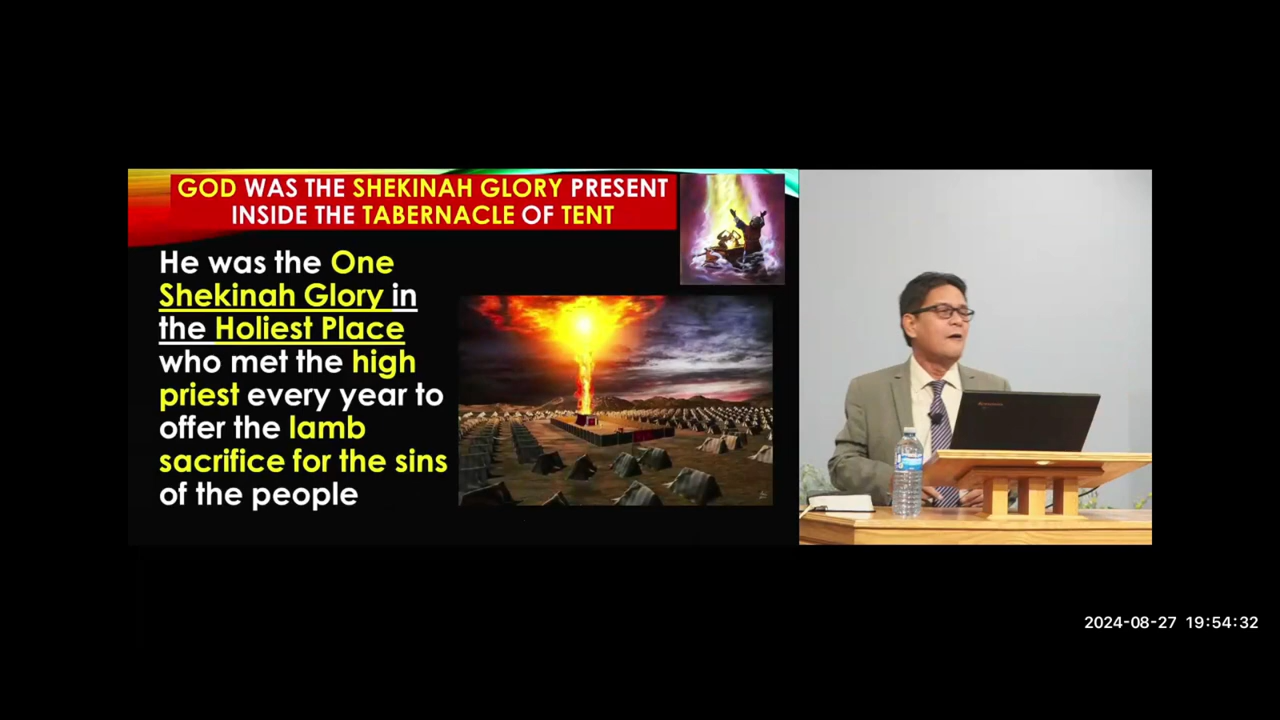 GOD WAS THE SHEKINAH GLORY PRESENT
INSIDE THE TABERNACLE OF TENT
He was the One
Shekinah Glory in
the Holiest Place
who met the high
priest every year to
offer the lamb
sacrifice for the sins
of the people
2024-08-27 19:54:32